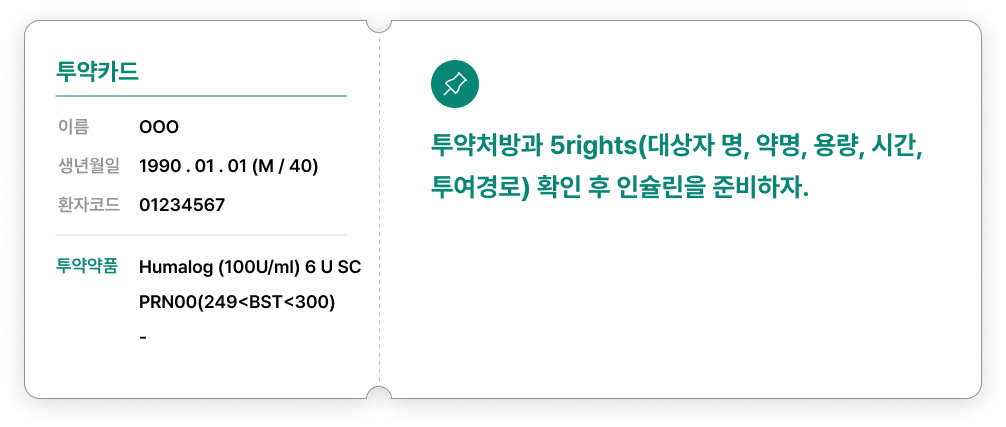 투약카드
이름 OOO
생년월일 1990 . 01 . 01 (M / 40)
환자코드 01234567
투약약품 Humalog (100U/ml) 6 U SC
PRN00(249<BST<300)
-
투약처방과 5rights(대상자 명, 약명, 용량, 시간,
투여경로) 확인 후 인슐린을 준비하자.